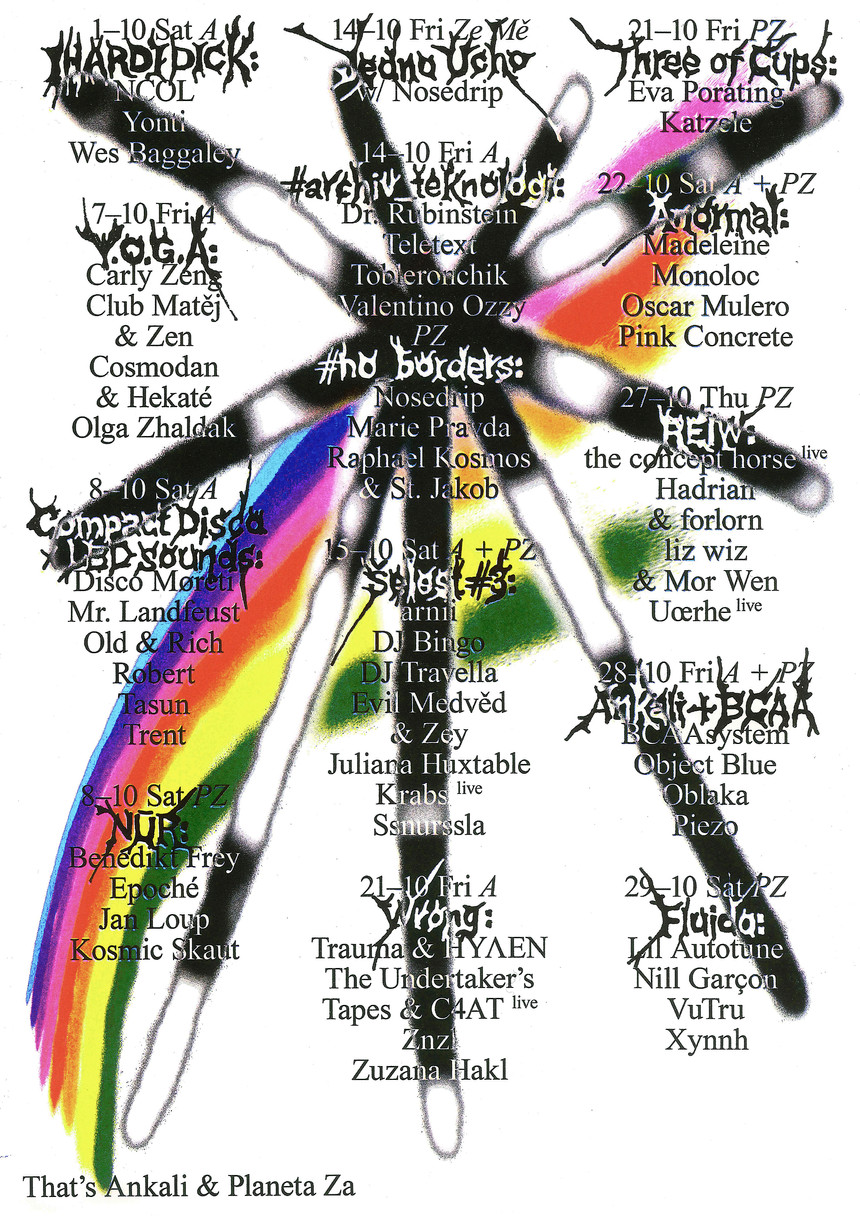 1–10 Sat A
HARD DICK:
NCOL
Yonti
Wes Baggaley
7–10 Fri A
Y.O.G.A:
Carly Zeng
Club Matěj
& Zen
Cosmodan
& Hekaté
Olga Zhaldak
8–10 Sat A
Compact Disco
LED Sounds:
Disco Moreti
Mr. Landfeust
Old & Rich
Robert
Tasun
Trent
8–10 Sat PZ
NŪR:
Benedikt Frey
Epoché
Jan Loup
Kosmic Skaut
14–10 Fri Ze Mě
Jedno Ucho
w/ Nosedrip
14–10 Fri A
#archiv_teknologi:
Dr. Rubinstein
Teletext
Tobleronchik
Valentino Ozzy
PZ
#no borders:
Nosedrip
Marie Pravda
Raphael Kosmos
& St. Jakob
15–10 Sat A + PZ
Šelest #3:
arnii
DJ Bingo
DJ Travella
Evil Medvěd
& Zey
Juliana Huxtable
Krabs live
Ssnurssla
21–10 Fri A
Wrong:
Trauma & HYΛEN
The Undertaker's
Tapes & C4AT live
Znzl
Zuzana Hakl
21–10 Fri PZ
Three of Cups:
Eva Porating
Katzele
22–10 Sat A + PZ
Anormal:
Madeleine
Monoloc
Oscar Mulero
Pink Concrete
27–10 Thu PZ
REIW:
the concept horse live
Hadrian
& forlorn
liz wiz
& Mor Wen
Uœrhe live
28–10 Fri A + PZ
Ankali+BCAA
BCAAsystem
Object Blue
Oblaka
Piezo
29–10 Sat PZ
Fluido:
Lil Autotune
Nill Garçon
VuTru
Xynnh
That's Ankali & Planeta Za